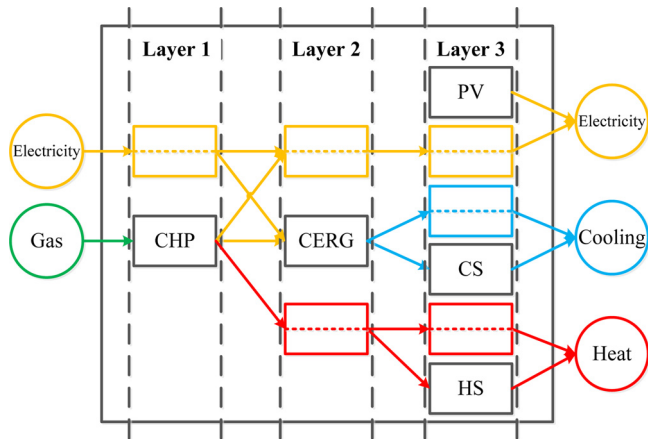 Layer 1
Layer 2
Layer 3
PV
Electricity
Electricity
Gas
CHP
CERG
CS
Cooling
HS
Heat